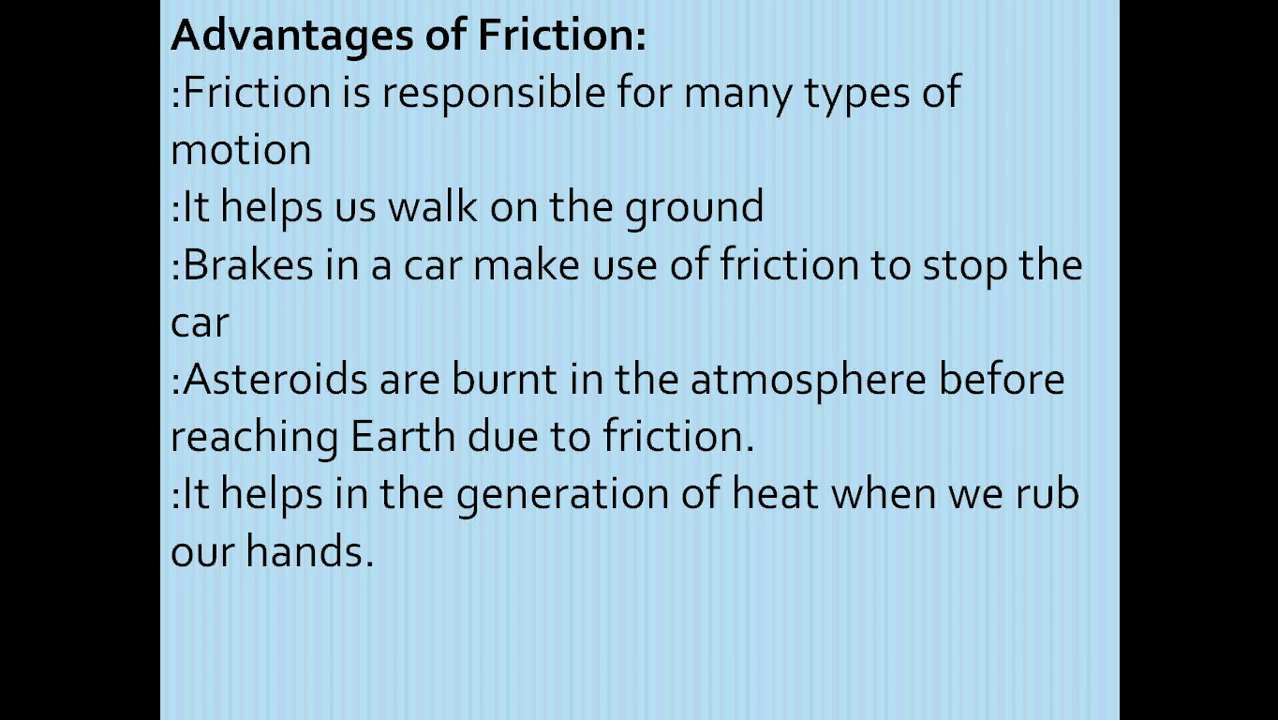 Advantages of Friction:
:Friction is responsible for many types of
motion
:It helps us walk on the ground
:Brakes in a car make use of friction to stop the
car
:Asteroids are burnt in the atmosphere before
reaching Earth due to friction.
:It helps in the generation of heat when we rub
our hands.